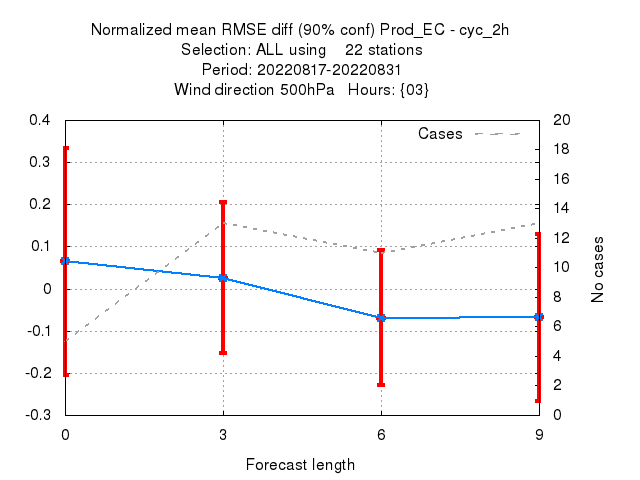 Normalized mean RMSE diff (90% conf) Prod_EC - cyc_2h
Selection: ALL using    22 stations
Period: 20220817-20220831
Wind direction 500hPa   Hours: {03}
Cases
0.4
0.3
0.2
0.1
0
-0.1
-0.2
-0.3
20
18
16
14
12
10
8
6
4
2
0
No cases
0 3 6 9
Forecast length